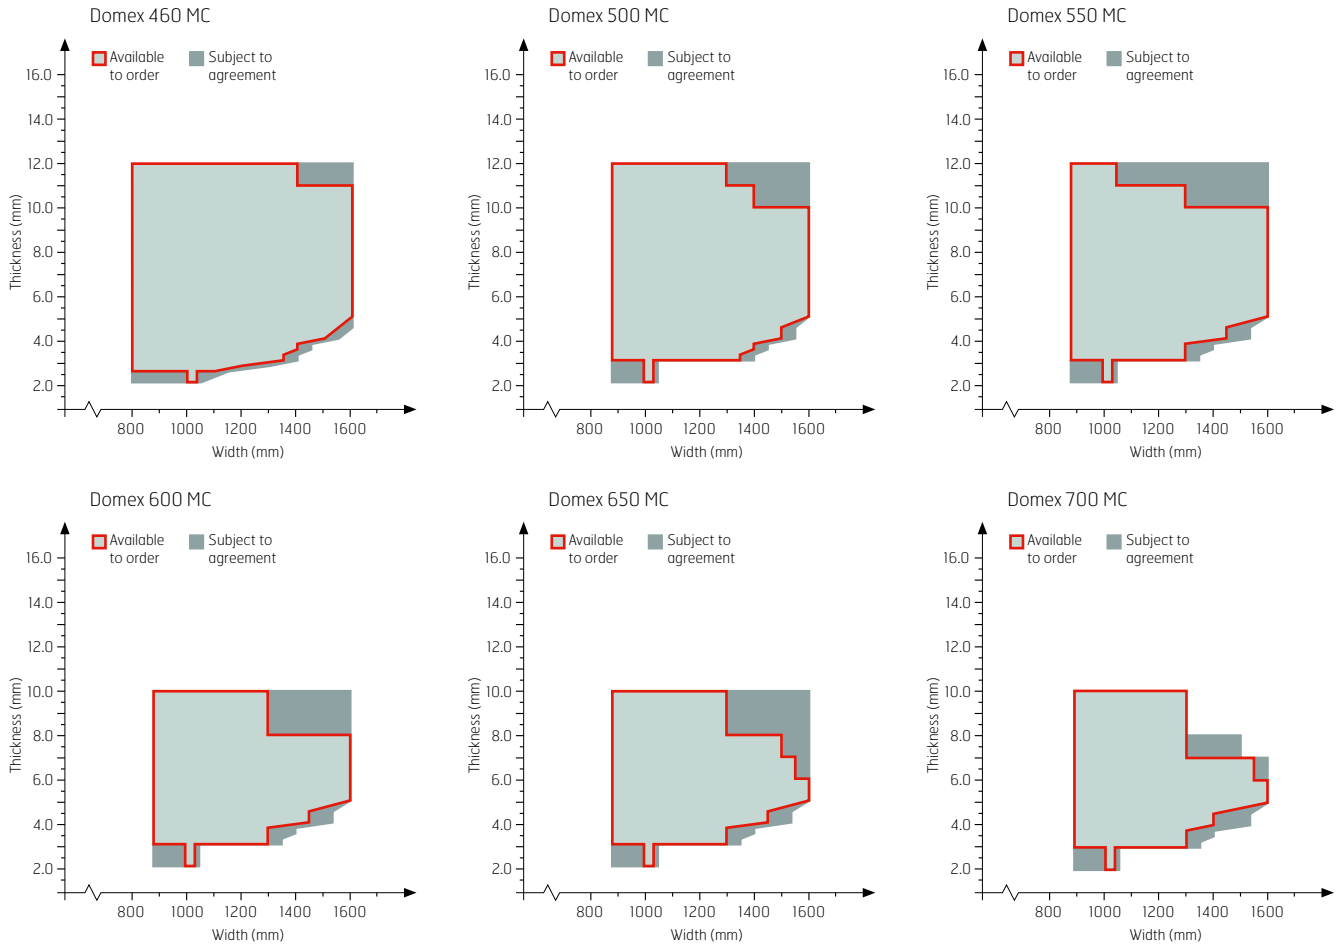 Domex 460 MC
Available
to order
Subject to
agreement
16.0
14.0
12.0
10.0
8.0
6.0
4.0
2.0
Thickness (mm)
800
1000
1200
1400
1600
Width (mm)
Domex 500 MC
Available
to order
Subject to
agreement
16.0
14.0
12.0
10.0
8.0
6.0
4.0
2.0
Thickness (mm)
800
1000
1200
1400
1600
Width (mm)
Domex 550 MC
Available
to order
Subject to
agreement
16.0
14.0
12.0
10.0
8.0
6.0
4.0
2.0
Thickness (mm)
800
1000
1200
1400
1600
Width (mm)
Domex 600 MC
Available
to order
Subject to
agreement
16.0
14.0
12.0
10.0
8.0
6.0
4.0
2.0
Thickness (mm)
800
1000
1200
1400
1600
Width (mm)
Domex 650 MC
Available
to order
Subject to
agreement
16.0
14.0
12.0
10.0
8.0
6.0
4.0
2.0
Thickness (mm)
800
1000
1200
1400
1600
Width (mm)
Domex 700 MC
Available
to order
Subject to
agreement
16.0
14.0
12.0
10.0
8.0
6.0
4.0
2.0
Thickness (mm)
800
1000
1200
1400
1600
Width (mm)